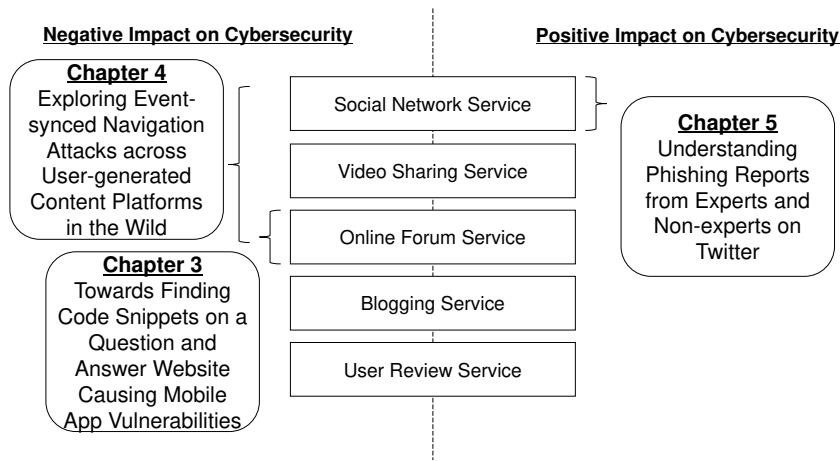 Negative Impact on Cybersecurity
Positive Impact on Cybersecurity
Chapter 4
Exploring Event-
synced Navigation
Attacks across
User-generated
Content Platforms
in the Wild
Chapter 3
Towards Finding
Code Snippets on a
Question and
Answer Website
Causing Mobile
App Vulnerabilities
Social Network Service
Video Sharing Service
Online Forum Service
Blogging Service
User Review Service
Chapter 5
Understanding
Phishing Reports
from Experts and
Non-experts on
Twitter